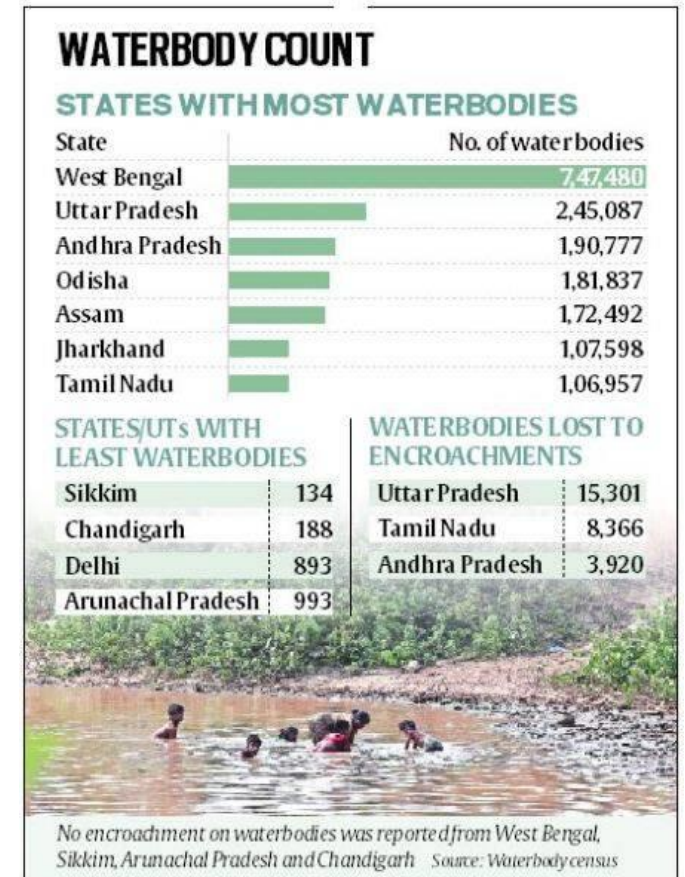 WATERBODY COUNT
STATES WITH MOST WATERBODIES
State No. of waterbodies
West Bengal 7,47,480
Uttar Pradesh 2,45,087
Andhra Pradesh 1,90,777
Odisha 1,81,837
Assam 1,72,492
Jharkhand 1,07,598
Tamil Nadu 1,06,957
STATES/UTs WITH
LEAST WATERBODIES
Sikkim 134
Chandigarh 188
Delhi 893
Arunachal Pradesh 993
WATERBODIES LOST TO
ENCROACHMENTS
Uttar Pradesh 15,301
Tamil Nadu 8,366
Andhra Pradesh 3,920
No encroachment on waterbodies was reported from West Bengal,
Sikkim, Arunachal Pradesh and Chandigarh Source: Waterbody census